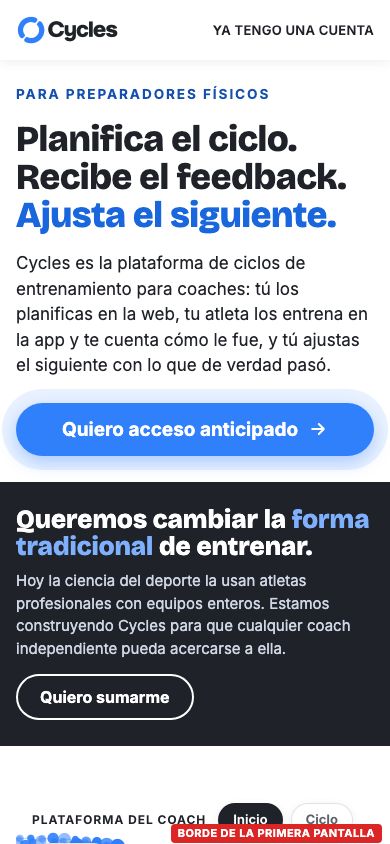 Cycles
YA TENGO UNA CUENTA
PARA PREPARADORES FÍSICOS
Planifica el ciclo.
Recibe el feedback.
Ajusta el siguiente.
Cycles es la plataforma de ciclos de
entrenamiento para coaches: tú los
planificas en la web, tu atleta los entrena en
la app y te cuenta cómo le fue, y tú ajustas
el siguiente con lo que de verdad pasó.
Quiero acceso anticipado →
Queremos cambiar la forma
tradicional de entrenar.
Hoy la ciencia del deporte la usan atletas
profesionales con equipos enteros. Estamos
construyendo Cycles para que cualquier coach
independiente pueda acercarse a ella.
Quiero sumarme
PLATAFORMA DEL COACH
Inicio
Ciclo
BORDE DE LA PRIMERA PANTALLA